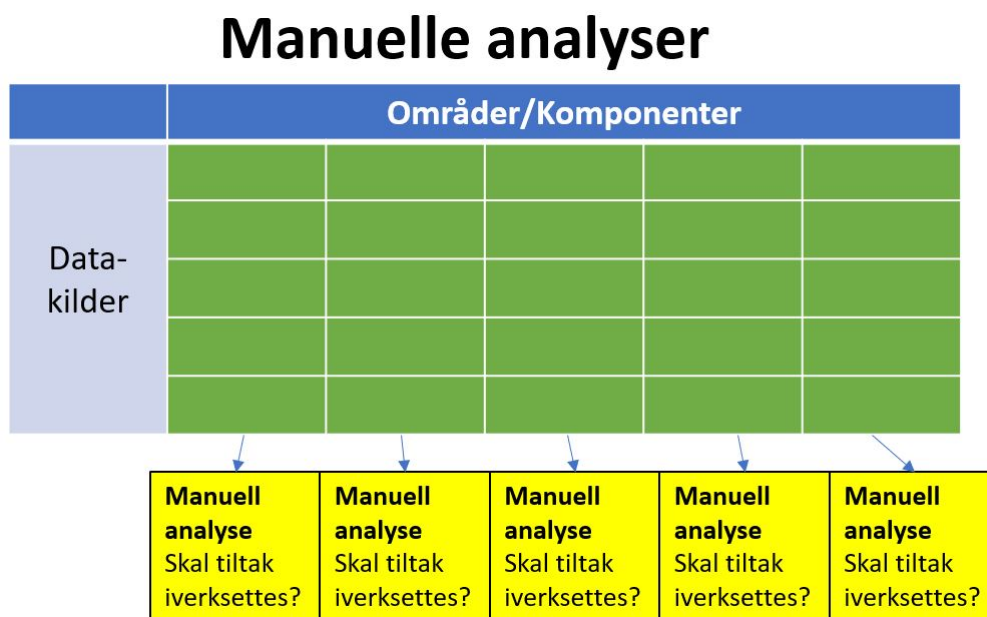 Manuelle analyser
Områder/Komponenter
Data-
kilder
Manuell
analyse
Skal tiltak
iverksettes?
Manuell
analyse
Skal tiltak
iverksettes?
Manuell
analyse
Skal tiltak
iverksettes?
Manuell
analyse
Skal tiltak
iverksettes?
Manuell
analyse
Skal tiltak
iverksettes?